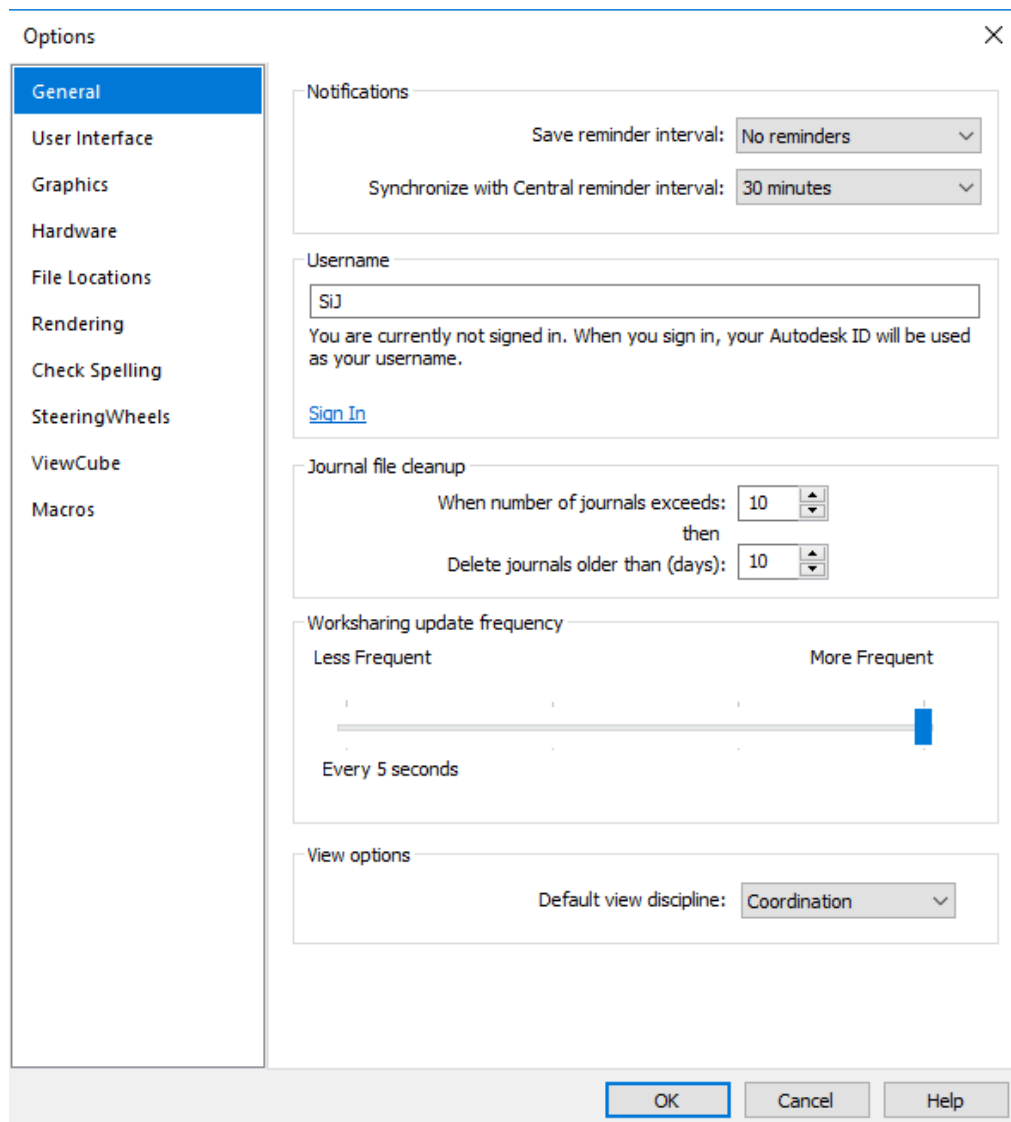 Options
General
User Interface
Graphics
Hardware
File Locations
Rendering
Check Spelling
SteeringWheels
ViewCube
Macros
Notifications
Save reminder interval: No reminders
Synchronize with Central reminder interval: 30 minutes
Username
SiJ
You are currently not signed in. When you sign in, your Autodesk ID will be used
as your username.
Sign In
Journal file cleanup
When number of journals exceeds: 10
then
Delete journals older than (days): 10
Worksharing update frequency
Less Frequent More Frequent
Every 5 seconds
View options
Default view discipline: Coordination
OK Cancel Help